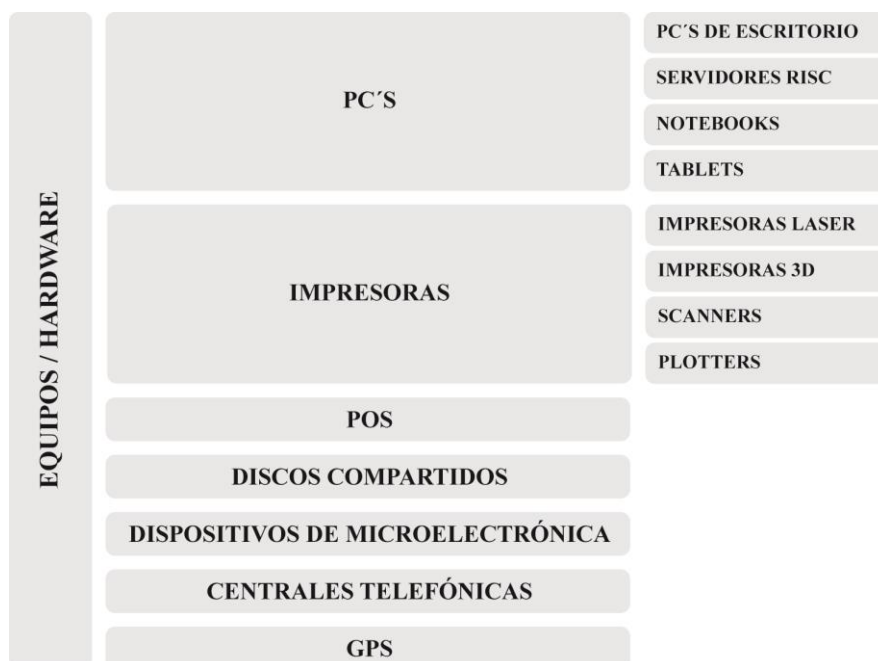 EQUIPOS / HARDWARE
PC´S
PC´S DE ESCRITORIO
SERVIDORES RISC
NOTEBOOKS
TABLETS
IMPRESORAS
IMPRESORAS LASER
IMPRESORAS 3D
SCANNERS
PLOTTERS
POS
DISCOS COMPARTIDOS
DISPOSITIVOS DE MICROELECTRÓNICA
CENTRALES TELEFÓNICAS
GPS